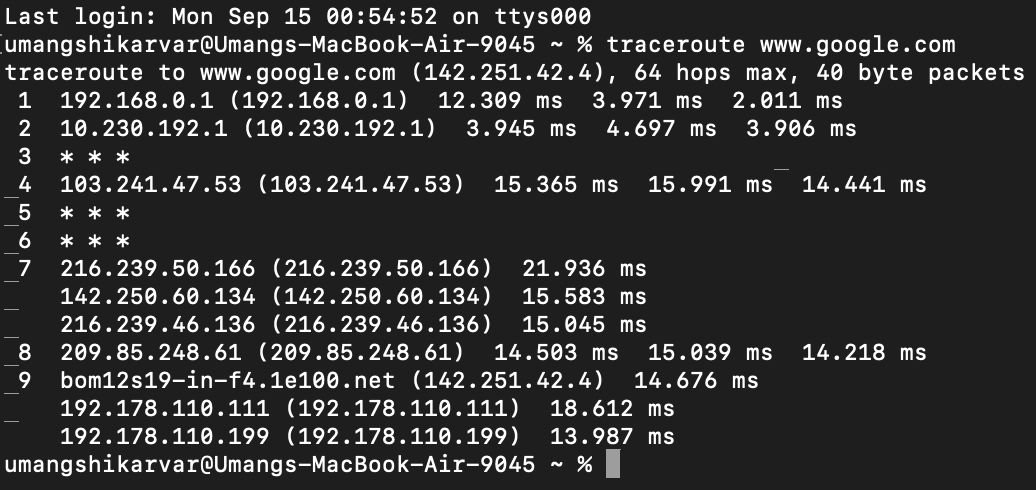 Last login: Mon Sep 15 00:54:52 on ttys000
umangshikarvar@Umangs-MacBook-Air-9045 ~ % traceroute www.google.com
traceroute to www.google.com (142.251.42.4), 64 hops max, 40 byte packets
 1  192.168.0.1 (192.168.0.1)  12.309 ms  3.971 ms  2.011 ms
 2  10.230.192.1 (10.230.192.1)  3.945 ms  4.697 ms  3.906 ms
 3  * * *
 4  103.241.47.53 (103.241.47.53)  15.365 ms  15.991 ms  14.441 ms
 5  * * *
 6  * * *
 7  216.239.50.166 (216.239.50.166)  21.936 ms
    142.250.60.134 (142.250.60.134)  15.583 ms
    216.239.46.136 (216.239.46.136)  15.045 ms
 8  209.85.248.61 (209.85.248.61)  14.503 ms  15.039 ms  14.218 ms
 9  bom12s19-in-f4.1e100.net (142.251.42.4)  14.676 ms
    192.178.110.111 (192.178.110.111)  18.612 ms
    192.178.110.199 (192.178.110.199)  13.987 ms
umangshikarvar@Umangs-MacBook-Air-9045 ~ %